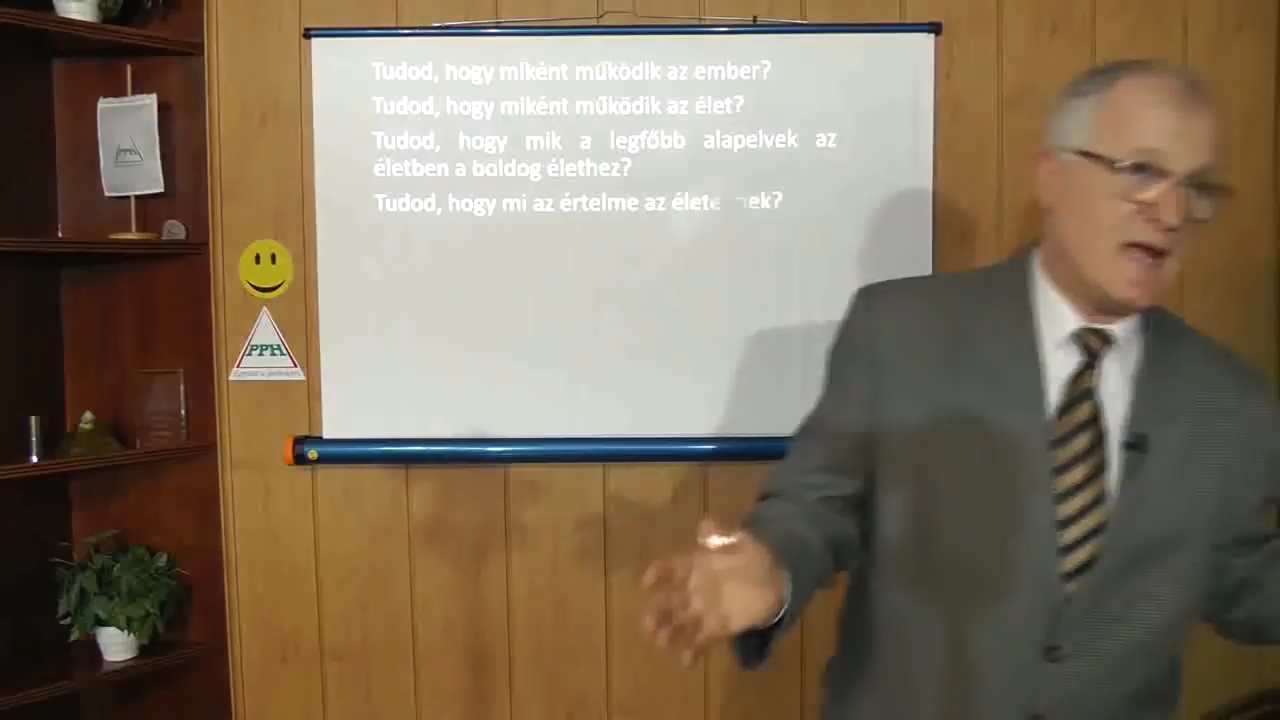 Tudod, hogy miként működik az ember?
Tudod, hogy miként működik az élet?
Tudod, hogy mik a legfőbb alapelvek az
életben a boldog élethez?
Tudod, hogy mi az értelme az
PPH